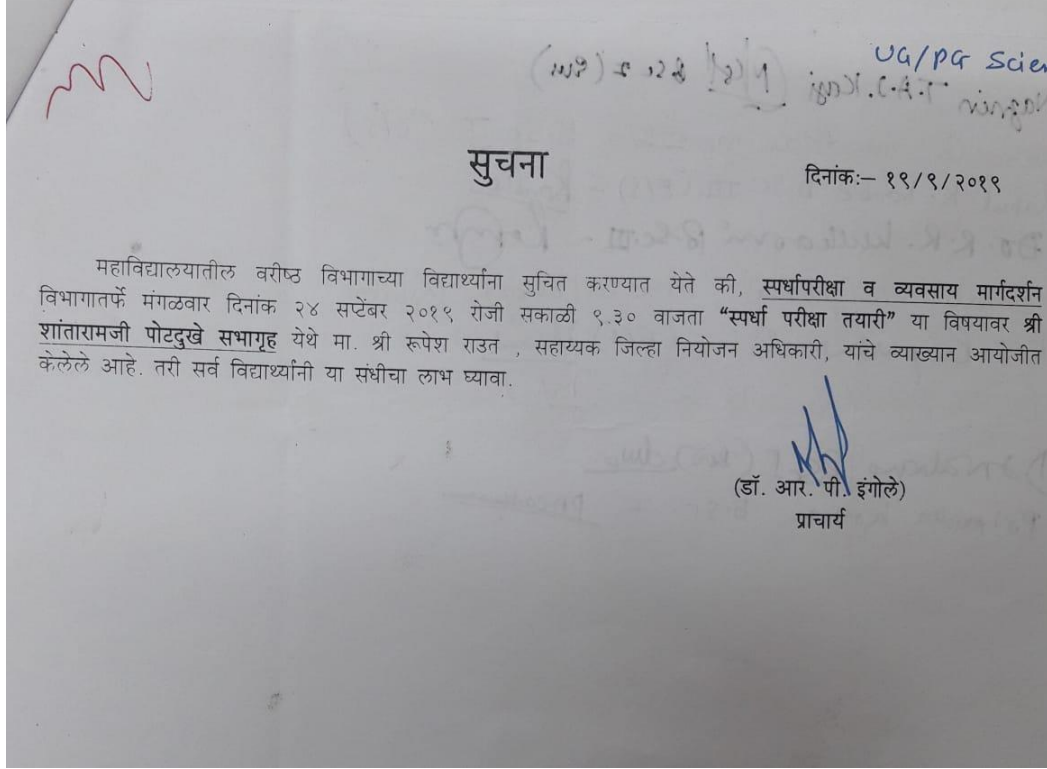 UG/PG Scien
सुचना
दिनांक:– १९/९/२०१९
महाविद्यालयातील वरीष्ठ विभागाच्या विद्यार्थ्यांना सुचित करण्यात येते की, स्पर्धापरीक्षा व व्यवसाय मार्गदर्शन
विभागातर्फे मंगळवार दिनांक २४ सप्टेंबर २०१९ रोजी सकाळी ९.३० वाजता “स्पर्धा परीक्षा तयारी” या विषयावर श्री
शांतारामजी पोटदुखे सभागृह येथे मा. श्री रूपेश राउत , सहाय्यक जिल्हा नियोजन अधिकारी, यांचे व्याख्यान आयोजीत
केलेले आहे. तरी सर्व विद्यार्थ्यांनी या संधीचा लाभ घ्यावा.
(डॉ. आर. पी. इंगोले)
प्राचार्य